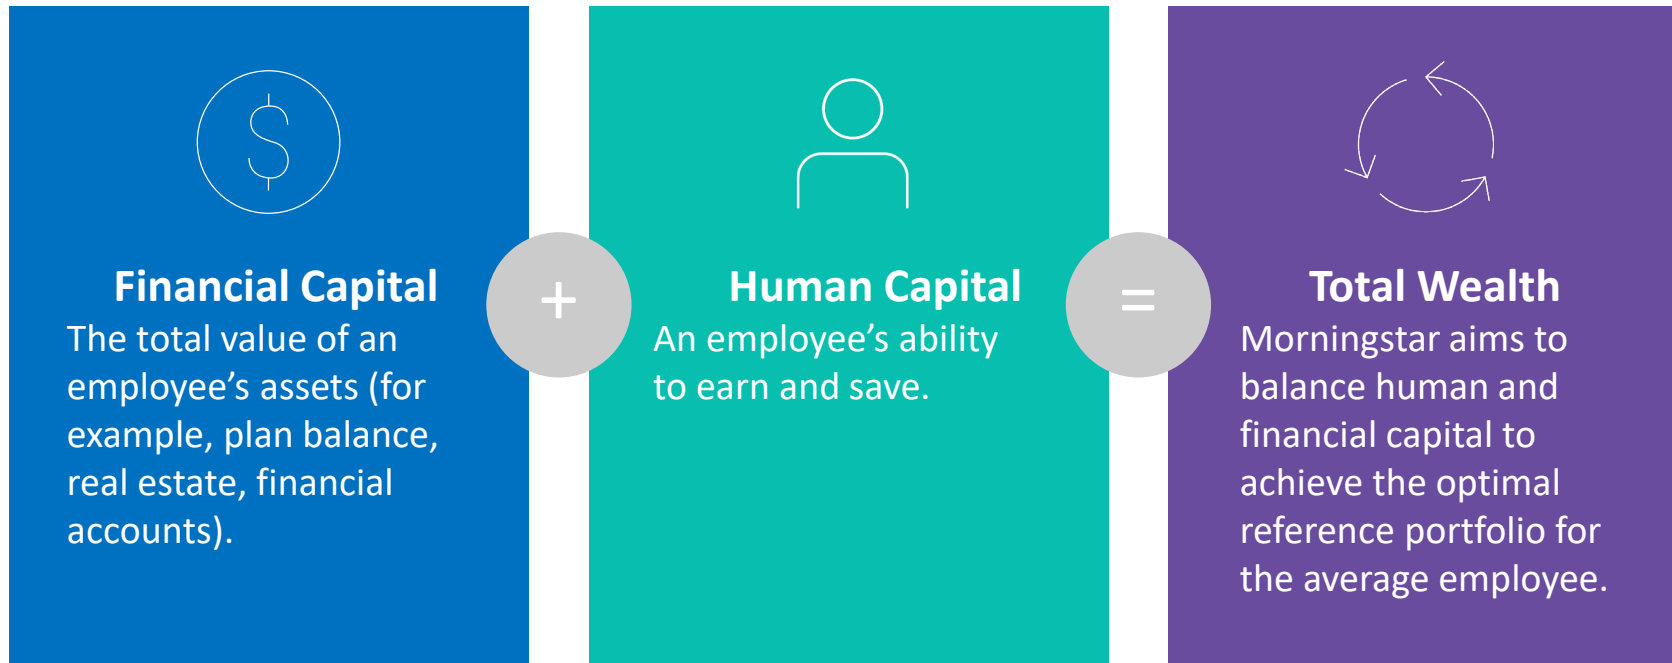 $
Financial Capital
The total value of an
employee’s assets (for
example, plan balance,
real estate, financial
accounts).
+
Human Capital
An employee’s ability
to earn and save.
=
Total Wealth
Morningstar aims to
balance human and
financial capital to
achieve the optimal
reference portfolio for
the average employee.